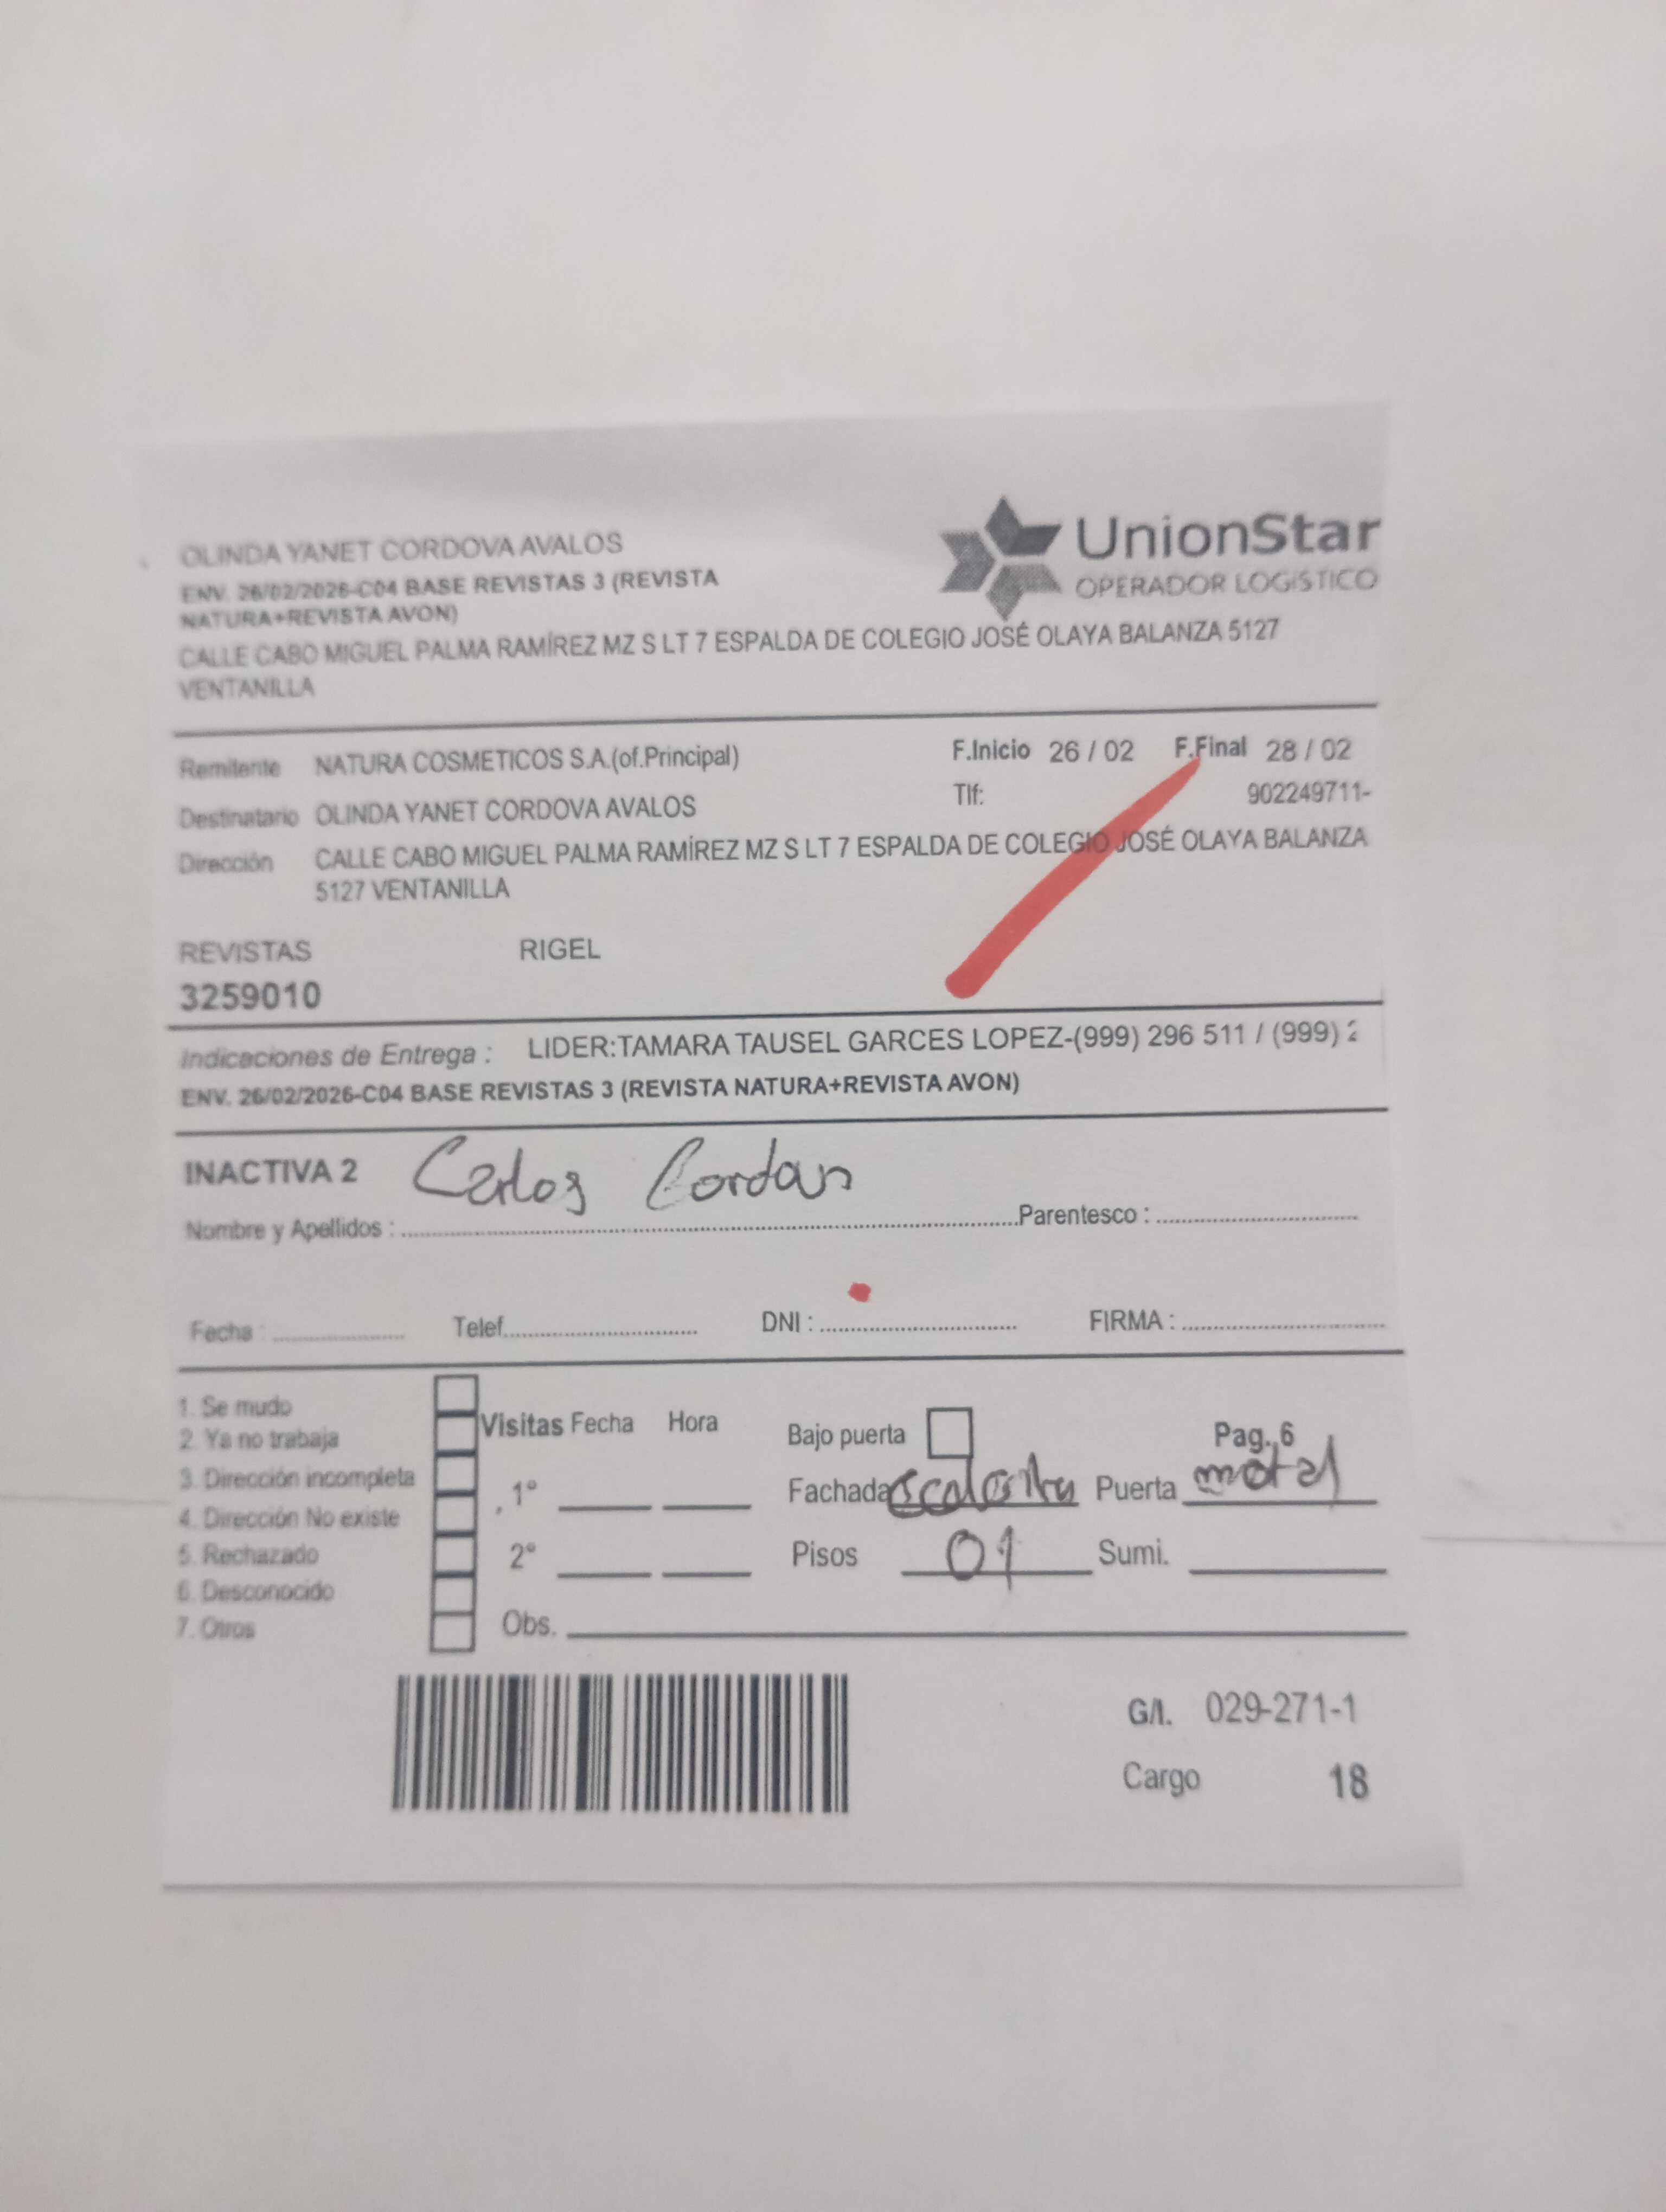 OLINDA YANET CORDOVA AVALOS
ENV. 26/02/2026-C04 BASE REVISTAS 3 (REVISTA
NATURA+REVISTA AVON)
CALLE CABO MIGUEL PALMA RAMÍREZ MZ S LT 7 ESPALDA DE COLEGIO JOSÉ OLAYA BALANZA 5127
VENTANILLA
UnionStar
OPERADOR LOGISTICO
Remitente NATURA COSMETICOS S.A.(of.Principal) F.Inicio 26 / 02 F.Final 28 / 02
Destinatario OLINDA YANET CORDOVA AVALOS Tlf: 902249711-
Dirección CALLE CABO MIGUEL PALMA RAMÍREZ MZ S LT 7 ESPALDA DE COLEGIO JOSÉ OLAYA BALANZA
5127 VENTANILLA
REVISTAS RIGEL
3259010
Indicaciones de Entrega : LIDER:TAMARA TAUSEL GARCES LOPEZ-(999) 296 511 / (999) 2
ENV. 26/02/2026-C04 BASE REVISTAS 3 (REVISTA NATURA+REVISTA AVON)
INACTIVA 2 Carlos
Nombre y Apellidos : Parentesco :
Fecha : Telef. DNI : FIRMA :
1. Se mudo
2. Ya no trabaja
3. Dirección incompleta
4. Dirección No existe
5. Rechazado
6. Desconocido
7. Otros
Visitas Fecha Hora
1º
2º
Obs.
Bajo puerta Pag. 6
Fachada Puerta metal
Pisos 01 Sumi.
G/I. 029-271-1
Cargo 18